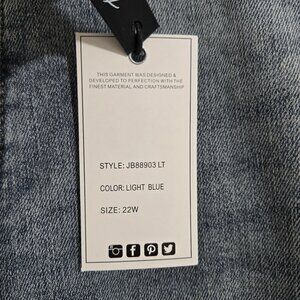 THIS GARMENT WAS DESIGNED &
DEVELOPED TO PERFECTION WITH THE
FINEST MATERIAL AND CRAFTSMANSHIP
STYLE: JB88903 LT
COLOR: LIGHT BLUE
SIZE: 22W